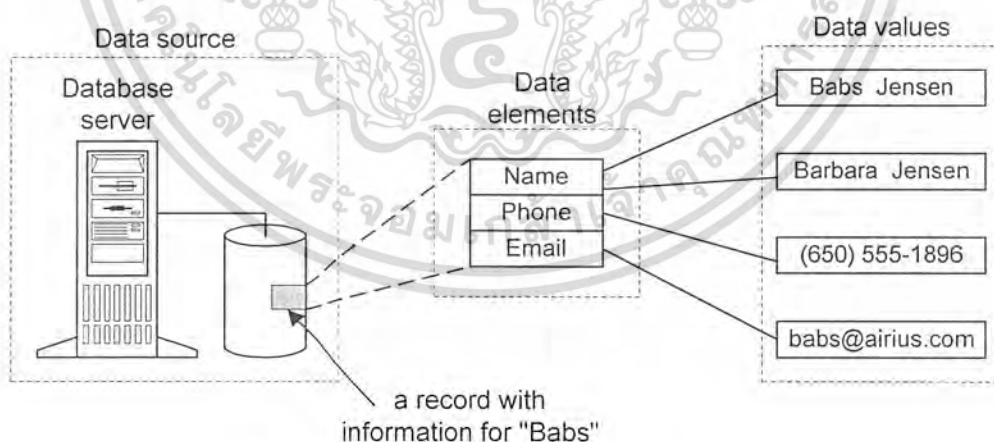 Data source
Database
server
Data
elements
Name
Phone
Email
Data values
Babs Jensen
Barbara Jensen
(650) 555-1896
babs@airius.com
a record with
information for "Babs"